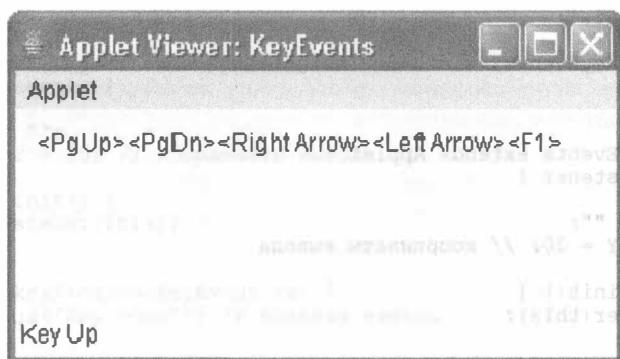 Applet Viewer: KeyEvents
Applet
<PgUp><PgDn><Right Arrow><Left Arrow><F1>
Key Up